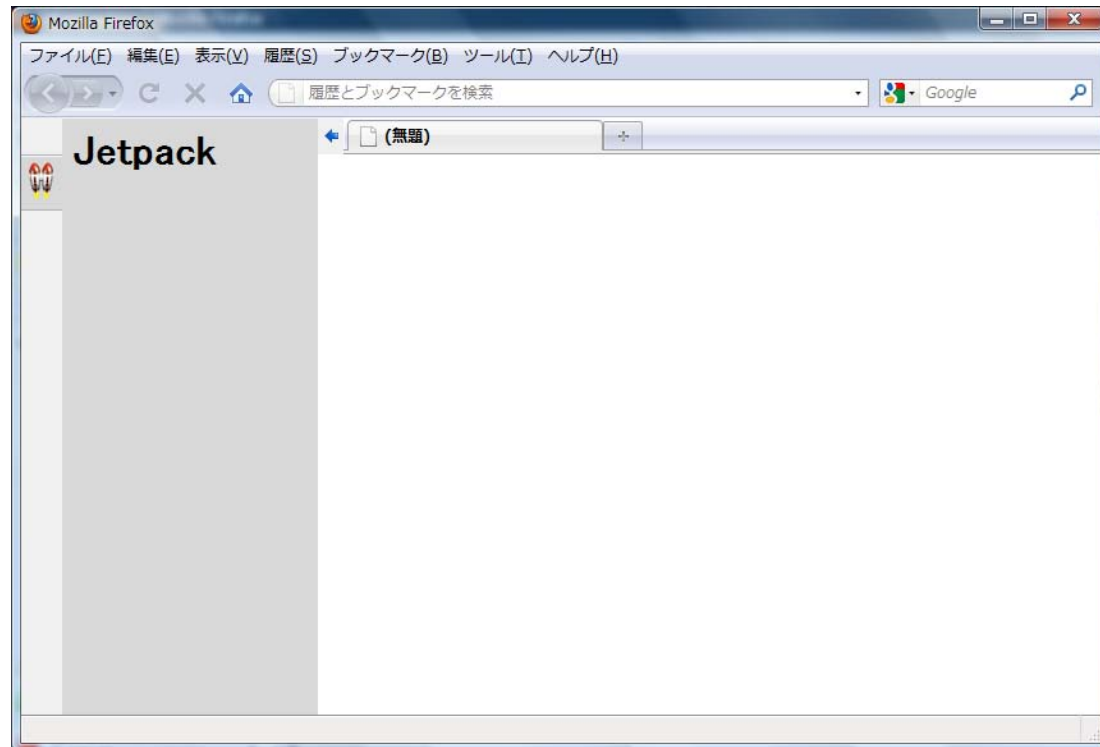 Mozilla Firefox
ファイル(F) 編集(E) 表示(V) 履歴(S) ブックマーク(B) ツール(T) ヘルプ(H)
履歴とブックマークを検索
Google
Jetpack
(無題)